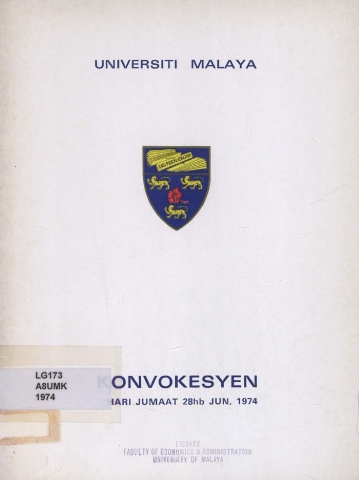 UNIVERSITI MALAYA
KONVOKESYEN
HARI JUMAAT 28hb JUN, 1974
LG173
A8UMK
1974
LIBRARY
FACULTY OF ECONOMICS & ADMINISTRATION
UNIVERSITY OF MALAYA